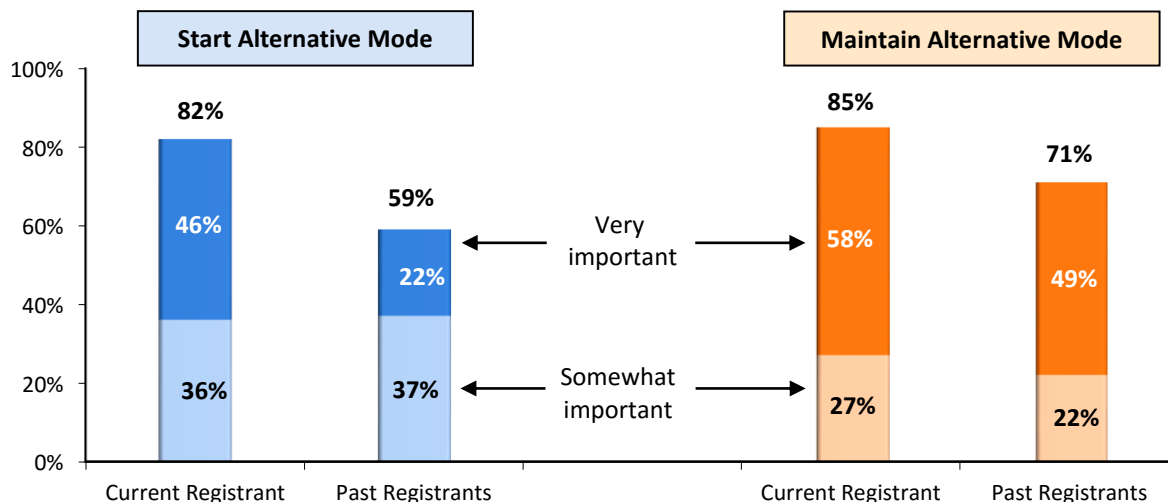 Start Alternative Mode
Maintain Alternative Mode
100%
80%
60%
40%
20%
0%
82%
46%
36%
59%
22%
37%
Very
important
Somewhat
important
85%
58%
27%
71%
49%
22%
Current Registrant
Past Registrants
Current Registrant
Past Registrants